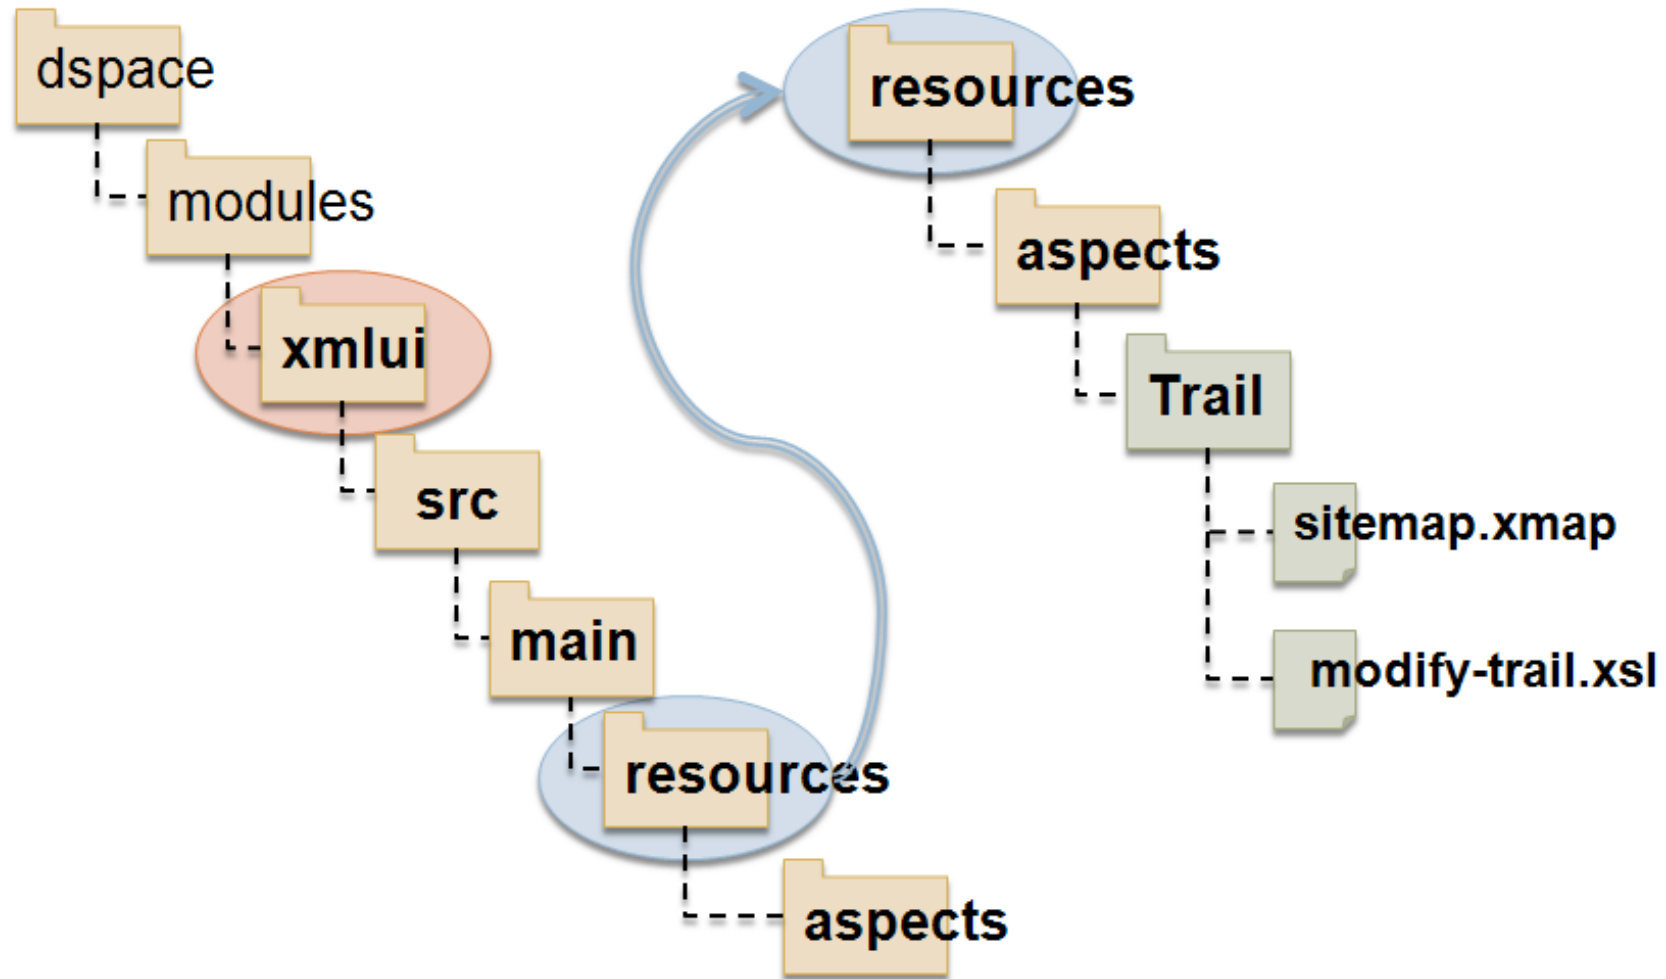 dspace
modules
xmlui
src
main
resources
aspects
resources
aspects
Trail
sitemap.xmap
modify-trail.xsl